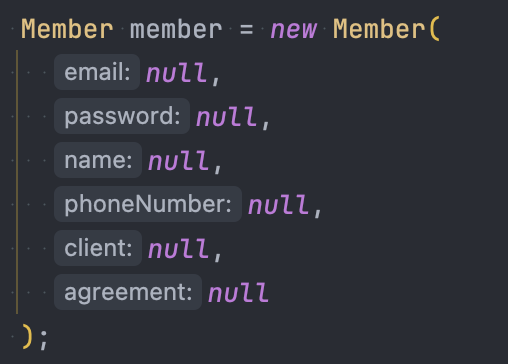 Member member = new Member(
email: null,
password: null,
name: null,
phoneNumber: null,
client: null,
agreement: null
);